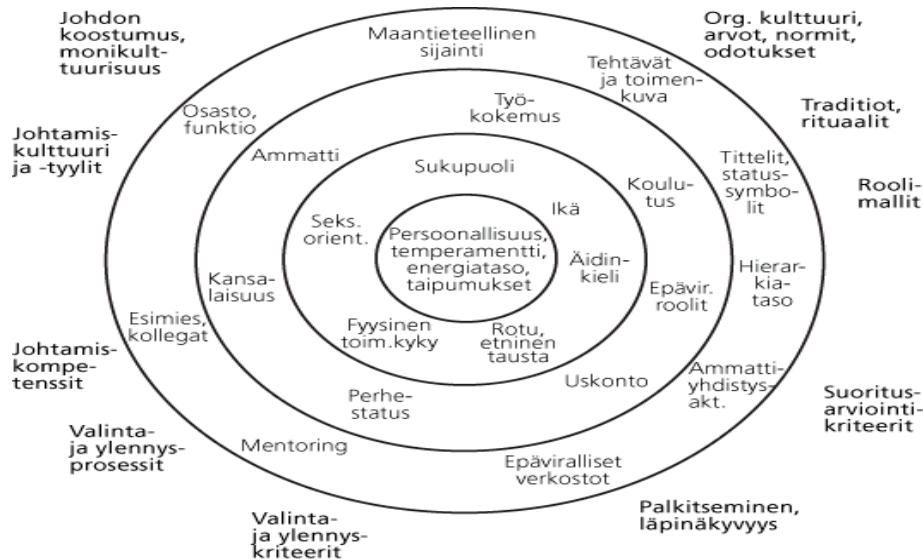 Johdon
koostumus,
monikult-
tuurisuus
Org. kulttuuri,
arvot, normit,
odotukset
Maantieteellinen
sijainti
Tehtävät
ja toimen-
kuva
Osasto,
funktio
Työ-
kokemus
Traditiot,
rituaalit
Johtamis-
kulttuuri
ja -tyylit
Ammatti
Sukupuoli
Tittelit,
status-
symbo-
lit
Rooli-
mallit
Koulu-
tus
Ikä
Seks.
orient.
Persoonallisuus,
temperamentti,
energiataso,
taipumukset
Äidin-
kieli
Kansa-
laisuus
Epävir.
roolit
Hierar-
kia-
taso
Esimies,
kollegat
Fyysinen
toim.kyky
Rotu,
etninen
tausta
Johtamis-
kompe-
tenssit
Uskonto
Ammatti-
yhdistys-
akt.
Perhe-
status
Suoritus-
arviointi-
kriteerit
Valinta-
ja ylennys-
prosessit
Mentoring
Epäviralliset
verkostot
Palkitseminen,
läpinäkyvyys
Valinta-
ja ylennys-
kriteerit